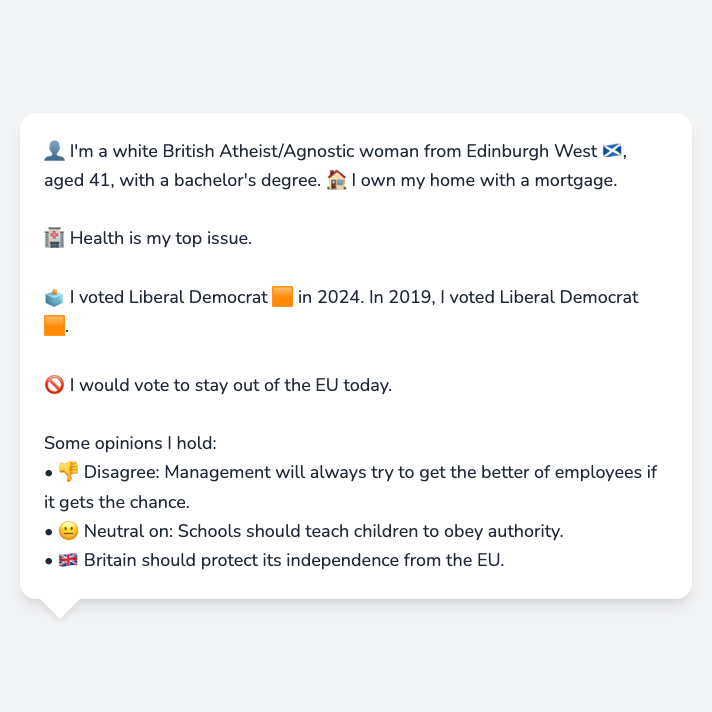 👤 I'm a white British Atheist/Agnostic woman from Edinburgh West 🏴󠁧󠁢󠁳󠁣󠁴󠁿,
aged 41, with a bachelor's degree. 🏠 I own my home with a mortgage.
🏥 Health is my top issue.
🗳️ I voted Liberal Democrat 🟧 in 2024. In 2019, I voted Liberal Democrat
🟧.
🚫 I would vote to stay out of the EU today.
Some opinions I hold:
• 👎 Disagree: Management will always try to get the better of employees if
it gets the chance.
• 😐 Neutral on: Schools should teach children to obey authority.
• 🇬🇧 Britain should protect its independence from the EU.